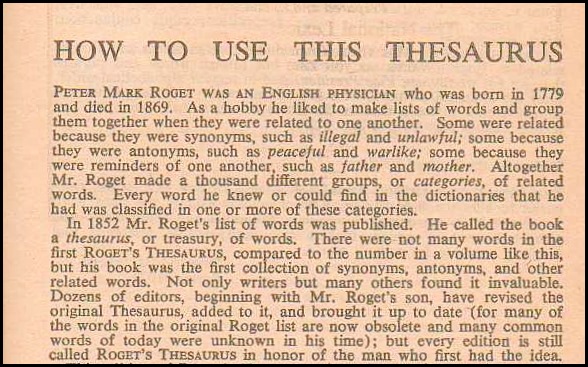 HOW TO USE THIS THESAURUS
PETER MARK ROGET WAS AN ENGLISH PHYSICIAN who was born in 1779
and died in 1869. As a hobby he liked to make lists of words and group
them together when they were related to one another. Some were related
because they were synonyms, such as illegal and unlawful; some because
they were antonyms, such as peaceful and warlike; some because they
were reminders of one another, such as father and mother. Altogether
Mr. Roget made a thousand different groups, or categories, of related
words. Every word he knew or could find in the dictionaries that he
had was classified in one or more of these categories.
In 1852 Mr. Roget's list of words was published. He called the book
a thesaurus, or treasury, of words. There were not many words in the
first ROGET'S THESAURUS, compared to the number in a volume like this,
but his book was the first collection of synonyms, antonyms, and other
related words. Not only writers but many others found it invaluable.
Dozens of editors, beginning with Mr. Roget's son, have revised the
original Thesaurus, added to it, and brought it up to date (for many of
the words in the original Roget list are now obsolete and many common
words of today were unknown in his time); but every edition is still
called ROGET'S THESAURUS in honor of the man who first had the idea.